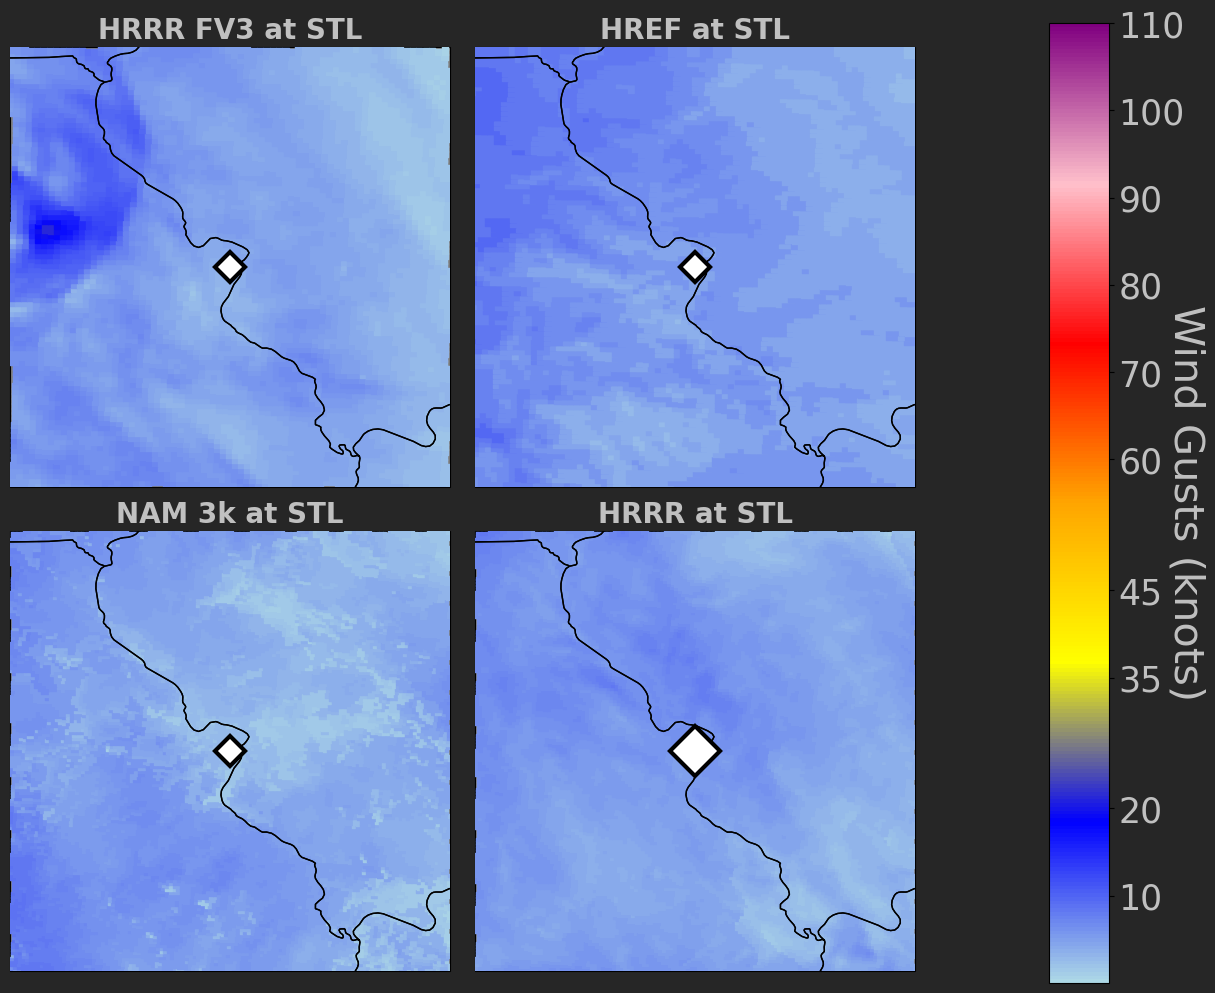 HRRR FV3 at STL
HREF at STL
NAM 3k at STL
HRRR at STL
110
100
90
80
70
60
45
35
20
10
Wind Gusts (knots)